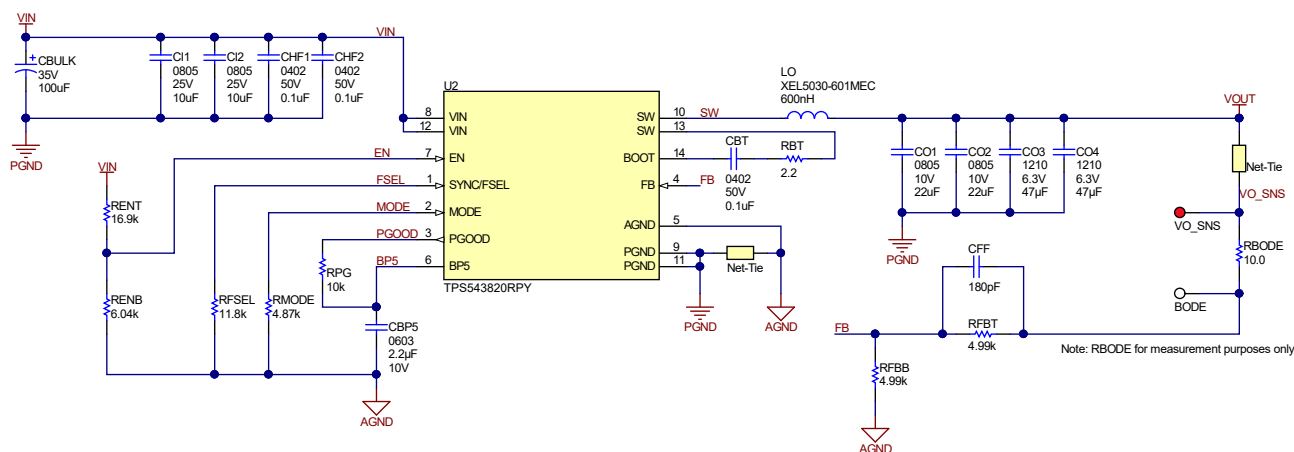 VIN
VIN
CBULK
35V
100uF
PGND
CI1
0805
25V
10uF
CI2
0805
25V
10uF
CHF1
0402
50V
0.1uF
CHF2
0402
50V
0.1uF
VIN
RENT
16.9k
RENB
6.04k
EN
FSEL
MODE
PGOOD
BP5
RFSEL
11.8k
RMODE
4.87k
RPG
10k
CBP5
0603
2.2µF
10V
AGND
U2
8 VIN
12 VIN
7 EN
1 SYNC/FSEL
2 MODE
3 PGOOD
6 BP5
SW 10
SW 13
BOOT 14
FB 4
AGND 5
PGND 9
PGND 11
TPS543820RPY
SW
FB
LO
XEL5030-601MEC
600nH
CBT
0402
50V
0.1uF
RBT
2.2
Net-Tie
PGND
AGND
CO1
0805
10V
22uF
CO2
0805
10V
22uF
CO3
1210
6.3V
47µF
CO4
1210
6.3V
47µF
PGND
VOUT
Net-Tie
VO_SNS
VO_SNS
RBODE
10.0
BODE
CFF
180pF
RFBT
4.99k
FB
RFBB
4.99k
AGND
Note: RBODE for measurement purposes only